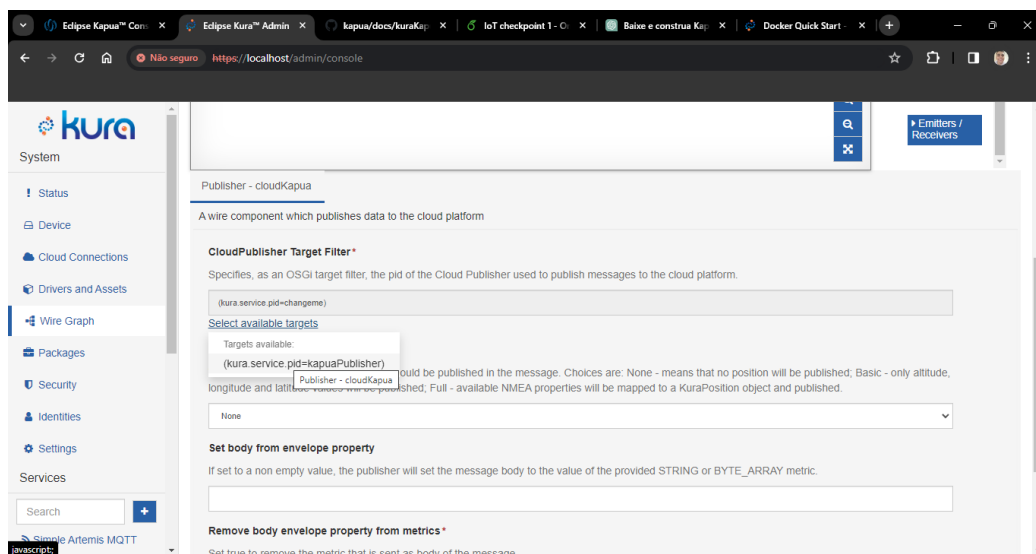 Edipse Kapua™ Cons
Edipse Kura™ Admin
kapua/docs/kuraKap
IoT checkpoint 1 - O
Baixe e construa Kap
Docker Quick Start -
Não seguro
https://localhost/admin/console
kura
System
Status
Device
Cloud Connections
Drivers and Assets
Wire Graph
Packages
Security
Identities
Settings
Services
Search
+
Simple Artemis MQTT
javascript:;
Emitters /
Receivers
Publisher - cloudKapua
A wire component which publishes data to the cloud platform
CloudPublisher Target Filter*
Specifies, as an OSGi target filter, the pid of the Cloud Publisher used to publish messages to the cloud platform.
(kura.service.pid=changeme)
Select available targets
Targets available:
(kura.service.pid=kapuaPublisher)
Publisher - cloudKapua
ould be published in the message. Choices are: None - means that no position will be published; Basic - only altitude,
longitude and latitude values will be published; Full - available NMEA properties will be mapped to a KuraPosition object and published.
None
Set body from envelope property
If set to a non empty value, the publisher will set the message body to the value of the provided STRING or BYTE_ARRAY metric.
Remove body envelope property from metrics*
Set true to remove the metric that is sent as body of the message.